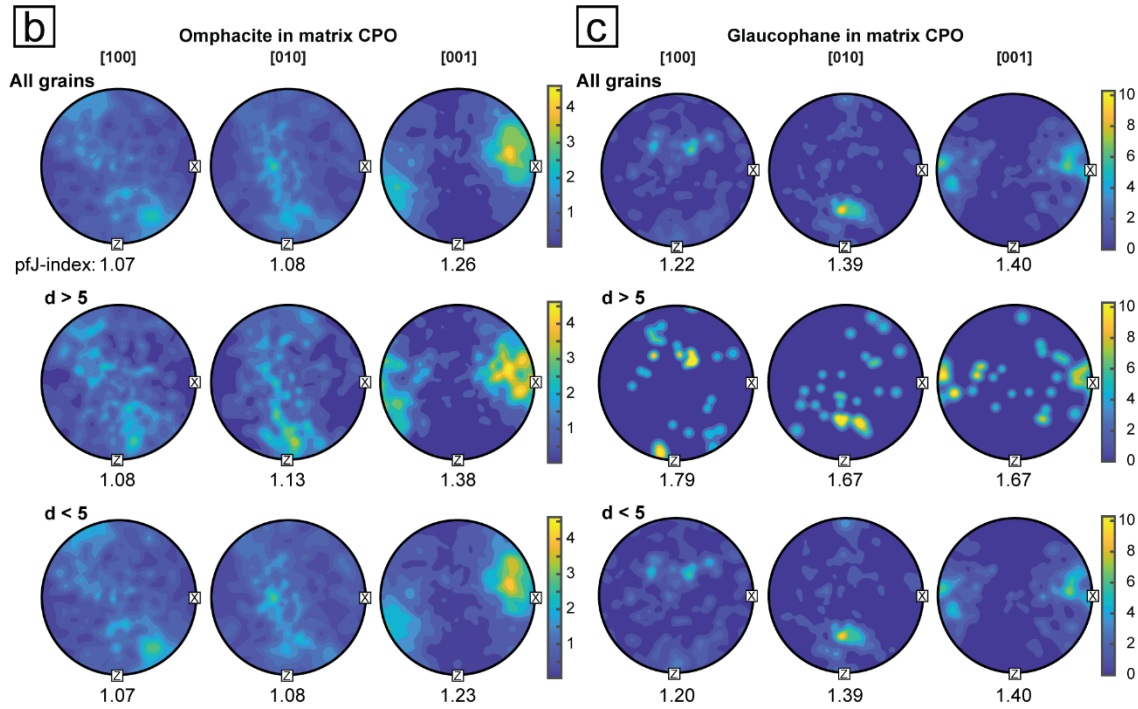 b
Omphacite in matrix CPO
[100] [010] [001]
All grains
X
Z Z
4
3
2
1
pfJ-index: 1.07 1.08 1.26
d > 5
X
Z Z
4
3
2
1
1.08 1.13 1.38
d < 5
X
Z Z
4
3
2
1
1.07 1.08 1.23
c
Glaucophane in matrix CPO
[100] [010] [001]
All grains
X X X
Z Z Z
10
8
6
4
2
0
1.22 1.39 1.40
d > 5
X X X
Z Z Z
10
8
6
4
2
0
1.79 1.67 1.67
d < 5
X X X
Z Z Z
10
8
6
4
2
0
1.20 1.39 1.40